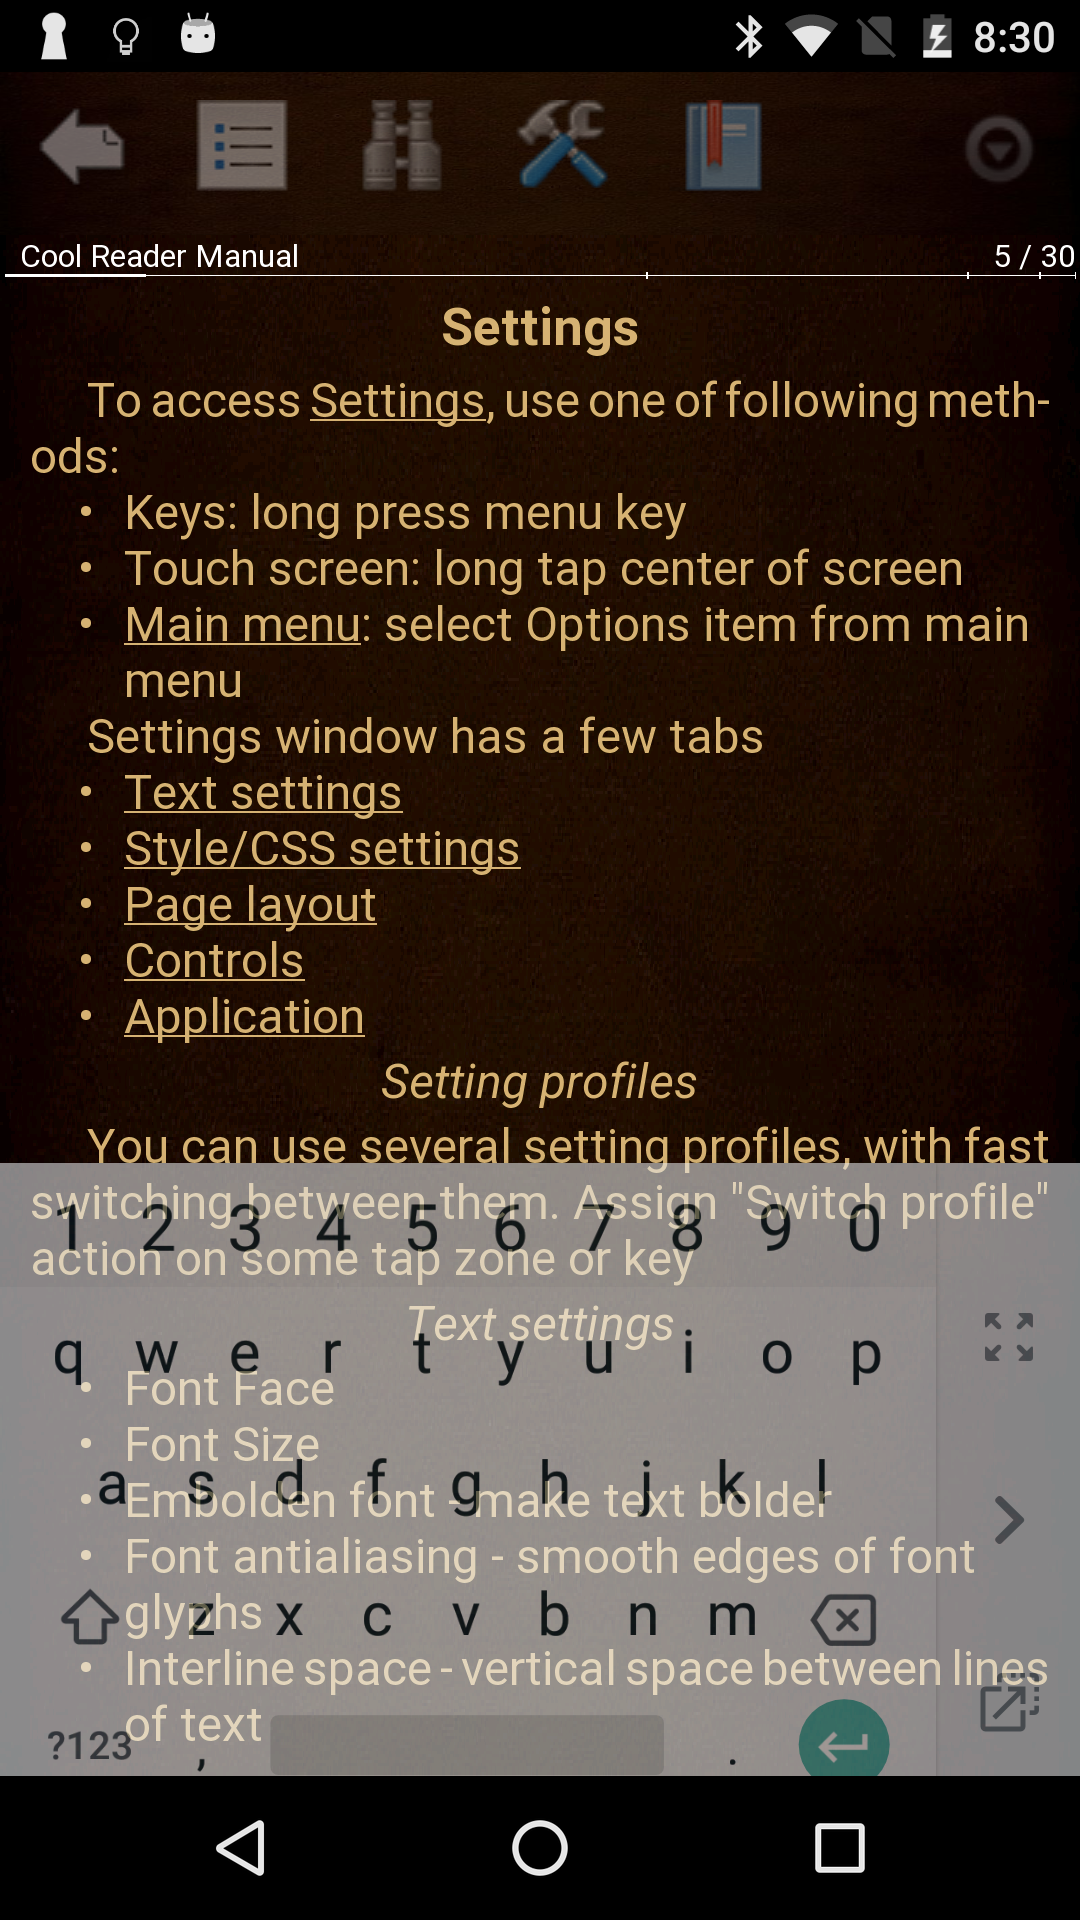 8:30
Cool Reader Manual 5 / 30
Settings
To access Settings, use one of following meth-
ods:
• Keys: long press menu key
• Touch screen: long tap center of screen
• Main menu: select Options item from main
menu
Settings window has a few tabs
• Text settings
• Style/CSS settings
• Page layout
• Controls
• Application
Setting profiles
You can use several setting profiles, with fast
switching between them. Assign "Switch profile"
1 2 3 4 5 6 7 8 9 0
action on some tap zone or key
Text settings
q w e r t y u i o p
• Font Face
• Font Size
a s d f g h j k l
• Embolden font - make text bolder
• Font antialiasing - smooth edges of font
glyphs
z x c v b n m
• Interline space - vertical space between lines
of text
?123 , .